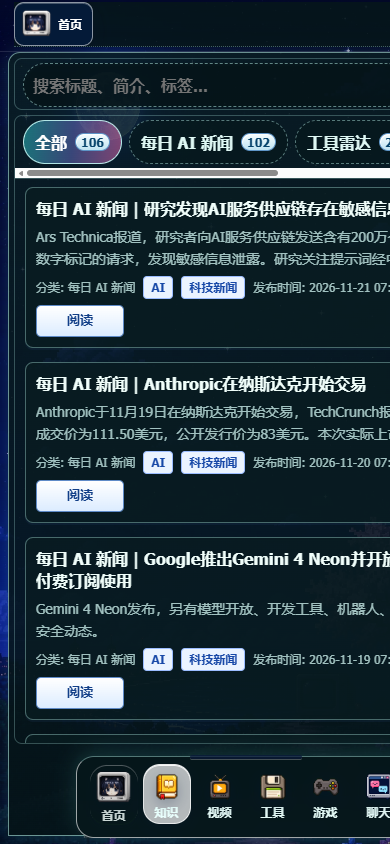 首页
搜索标题、简介、标签...
全部 106 每日 AI 新闻 102 工具雷达
每日 AI 新闻 | 研究发现AI服务供应链存在敏感信
Ars Technica报道，研究者向AI服务供应链发送含有200万
数字标记的请求，发现敏感信息泄露。研究关注提示词经
分类: 每日 AI 新闻 AI 科技新闻 发布时间: 2026-11-21 07:
阅读
每日 AI 新闻 | Anthropic在纳斯达克开始交易
Anthropic于11月19日在纳斯达克开始交易，TechCrunch报
成交价为111.50美元，公开发行价为83美元。本次实际上
分类: 每日 AI 新闻 AI 科技新闻 发布时间: 2026-11-20 07:
阅读
每日 AI 新闻 | Google推出Gemini 4 Neon并开放
付费订阅使用
Gemini 4 Neon发布，另有模型开放、开发工具、机器人、
安全动态。
分类: 每日 AI 新闻 AI 科技新闻 发布时间: 2026-11-19 07:
阅读
首页 知识 视频 工具 游戏 聊天